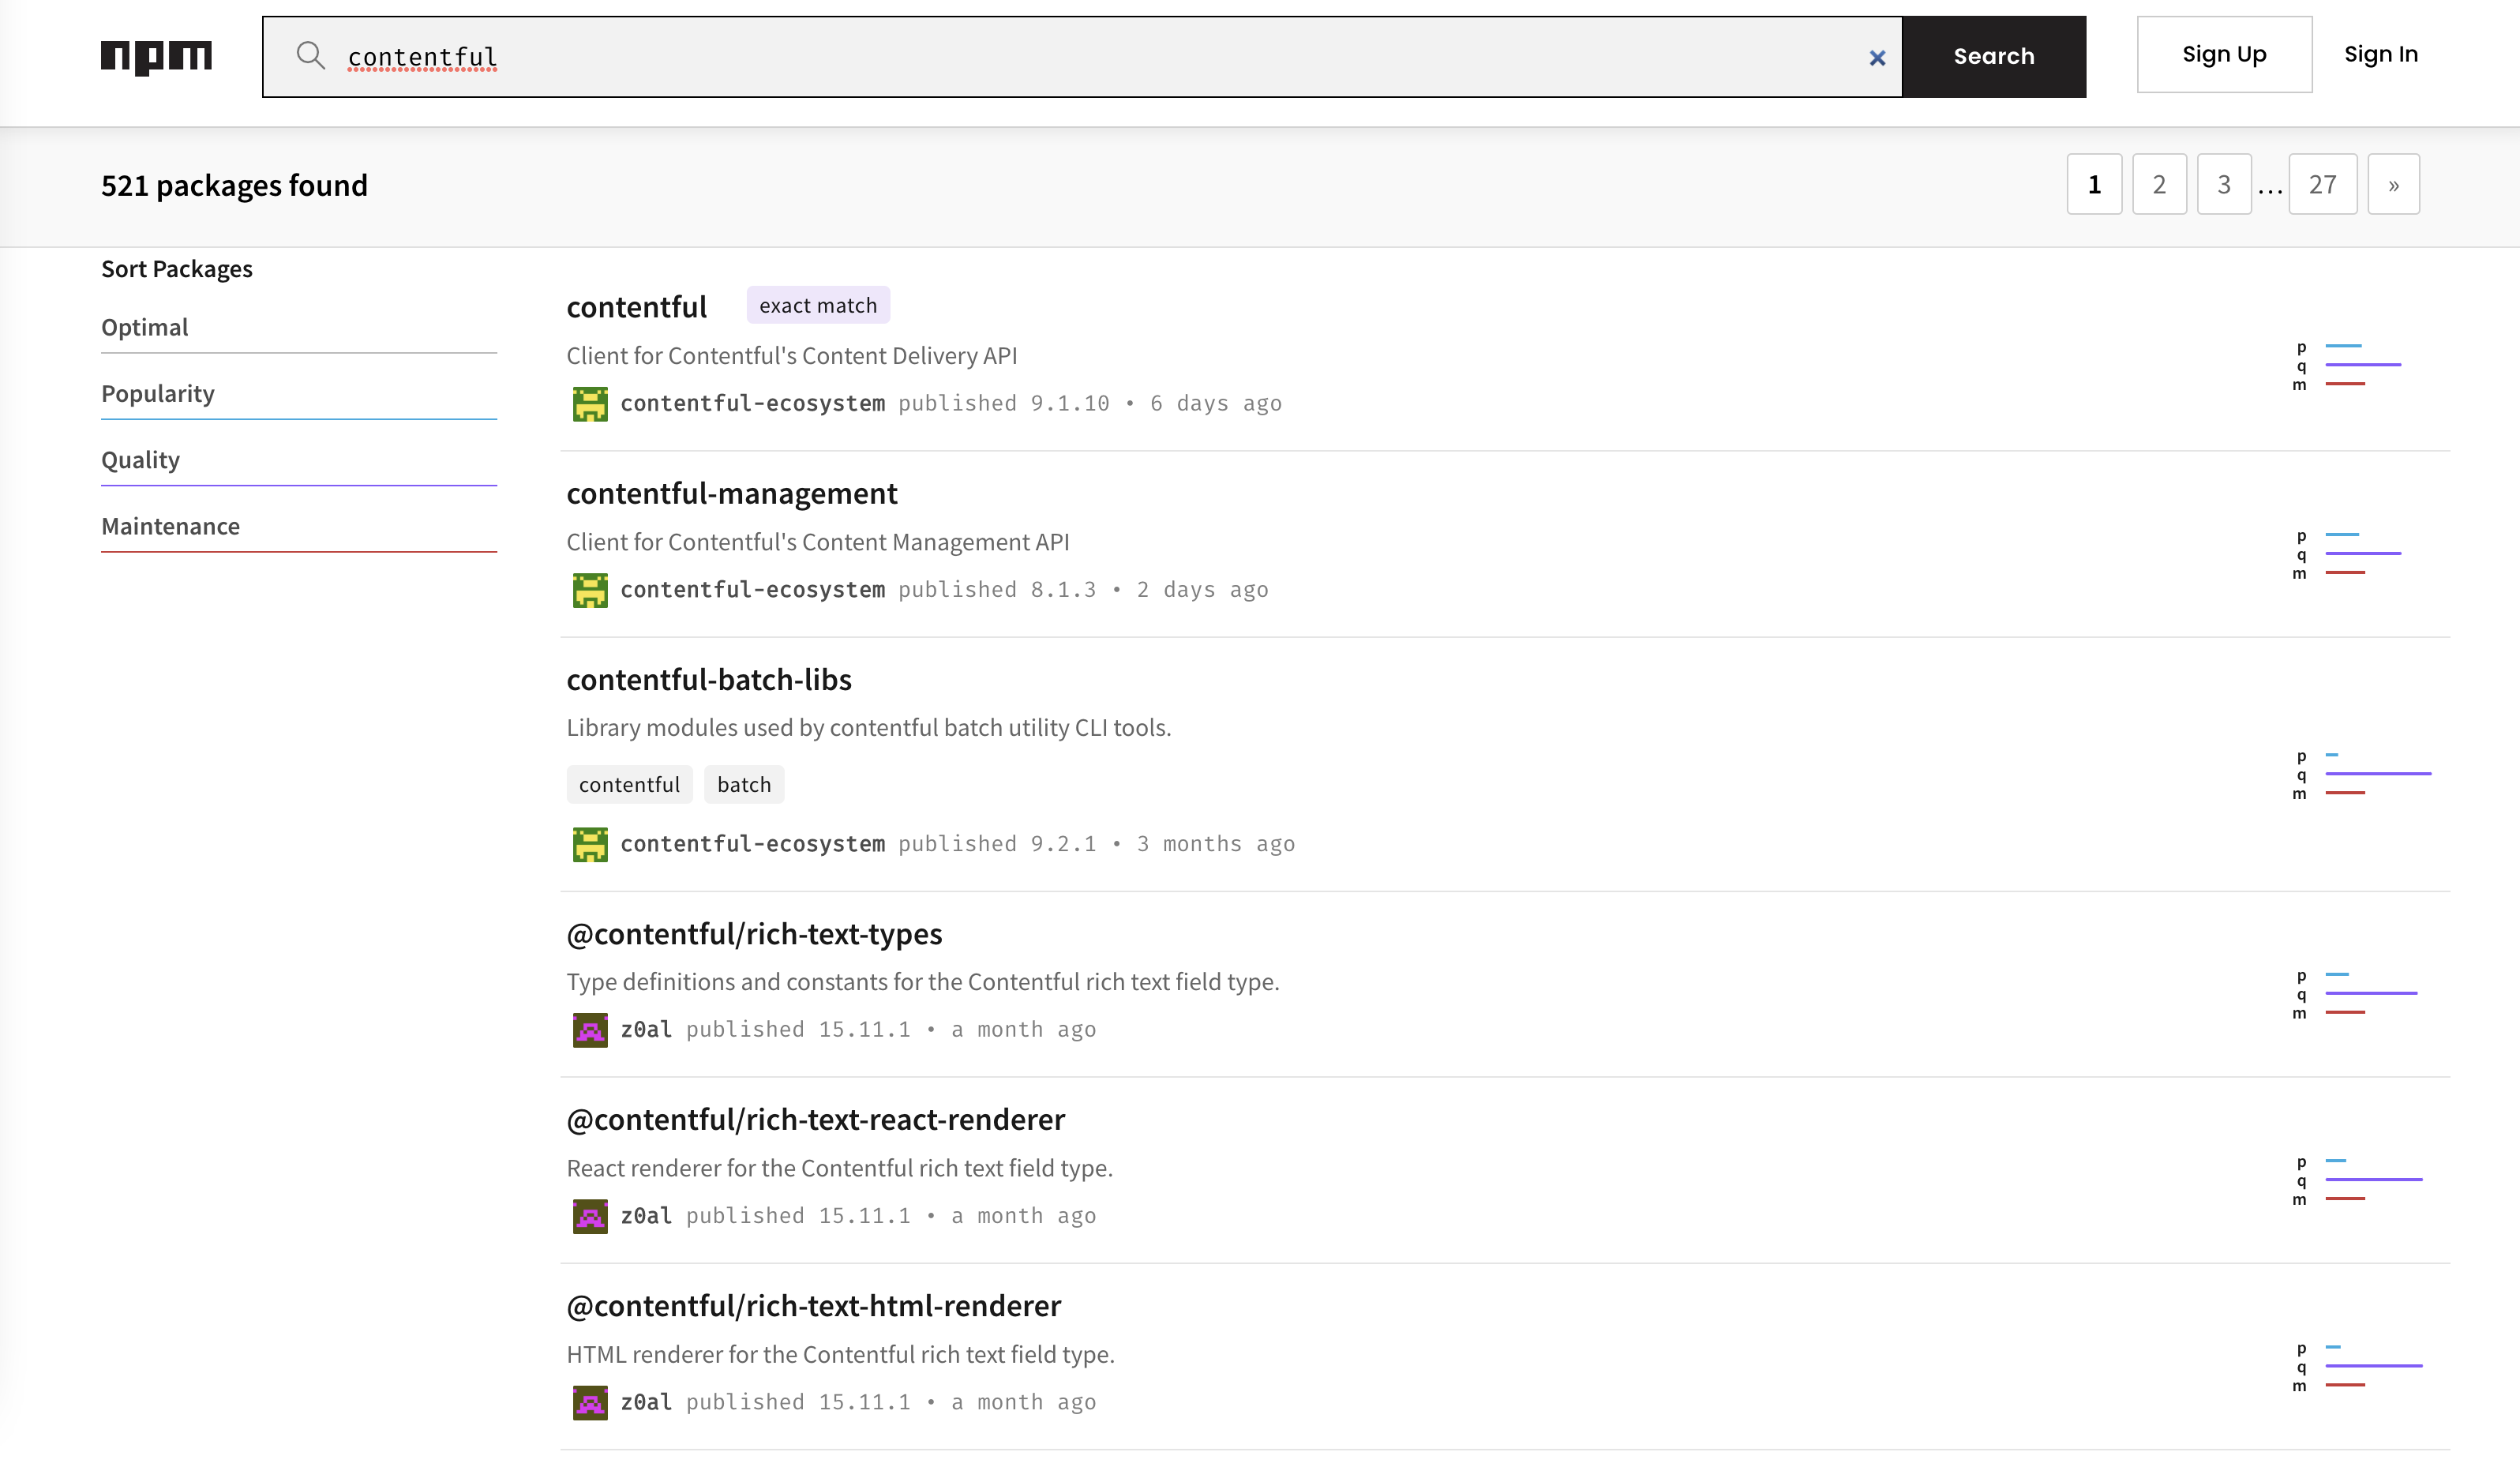 npm
contentful
×
Search
Sign Up
Sign In
521 packages found
1 2 3 ... 27 »
Sort Packages
Optimal
Popularity
Quality
Maintenance
contentful exact match
Client for Contentful's Content Delivery API
contentful-ecosystem published 9.1.10 • 6 days ago
p
q
m
contentful-management
Client for Contentful's Content Management API
contentful-ecosystem published 8.1.3 • 2 days ago
p
q
m
contentful-batch-libs
Library modules used by contentful batch utility CLI tools.
contentful batch
contentful-ecosystem published 9.2.1 • 3 months ago
p
q
m
@contentful/rich-text-types
Type definitions and constants for the Contentful rich text field type.
z0al published 15.11.1 • a month ago
p
q
m
@contentful/rich-text-react-renderer
React renderer for the Contentful rich text field type.
z0al published 15.11.1 • a month ago
p
q
m
@contentful/rich-text-html-renderer
HTML renderer for the Contentful rich text field type.
z0al published 15.11.1 • a month ago
p
q
m